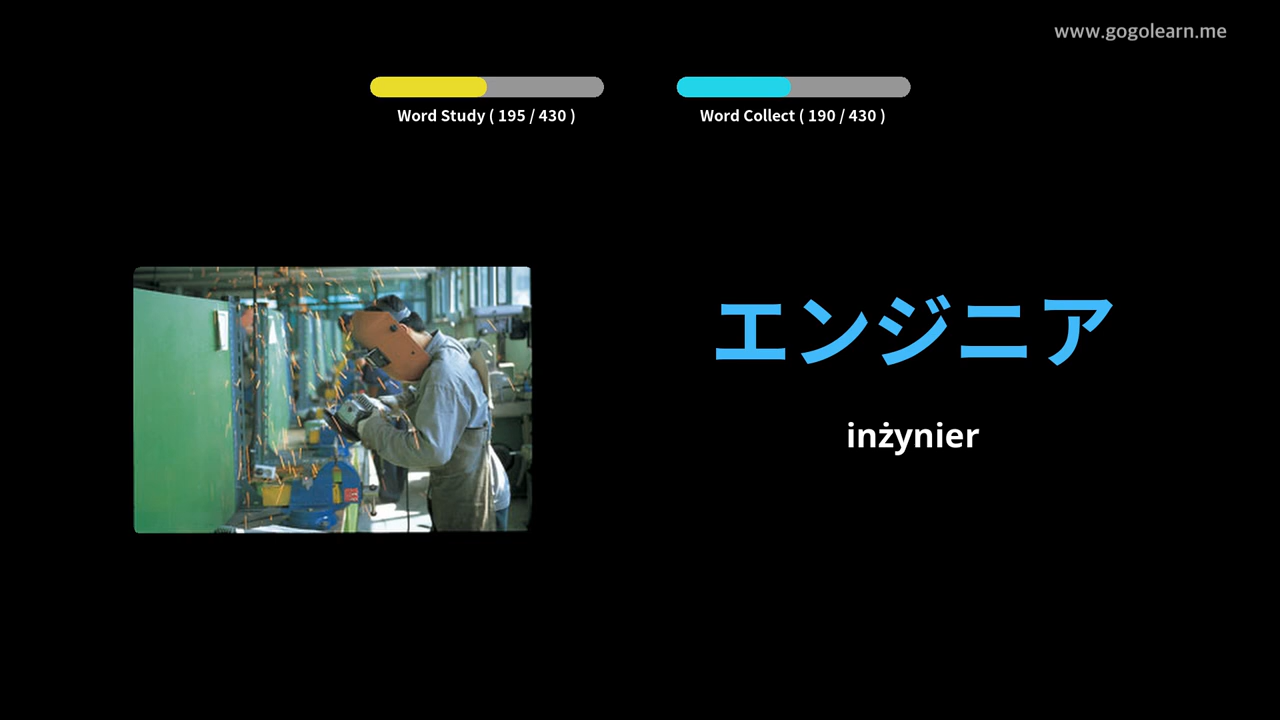 www.gogolearn.me
Word Study ( 195 / 430 )
Word Collect ( 190 / 430 )
エンジニア
inżynier